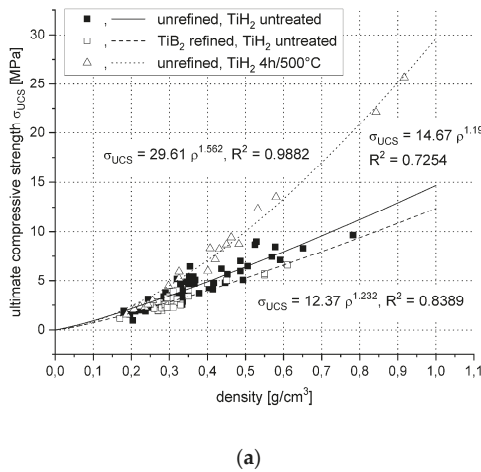 unrefined, TiH₂ untreated
TiB₂ refined, TiH₂ untreated
unrefined, TiH₂ 4h/500°C
ultimate compressive strength σUCS [MPa]
30
25
20
15
10
5
0
σUCS = 29.61 ρ^1.562, R² = 0.9882
σUCS = 14.67 ρ^1.19
R² = 0.7254
σUCS = 12.37 ρ^1.232, R² = 0.8389
0,0 0,1 0,2 0,3 0,4 0,5 0,6 0,7 0,8 0,9 1,0
density [g/cm³]
(a)